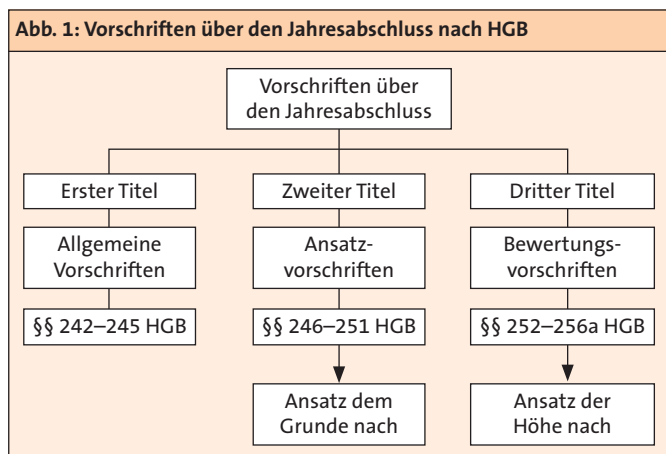 Abb. 1: Vorschriften über den Jahresabschluss nach HGB
Vorschriften über
den Jahresabschluss
Erster Titel
Zweiter Titel
Dritter Titel
Allgemeine
Vorschriften
Ansatz-
vorschriften
Bewertungs-
vorschriften
§§ 242–245 HGB
§§ 246–251 HGB
§§ 252–256a HGB
Ansatz dem
Grunde nach
Ansatz der
Höhe nach